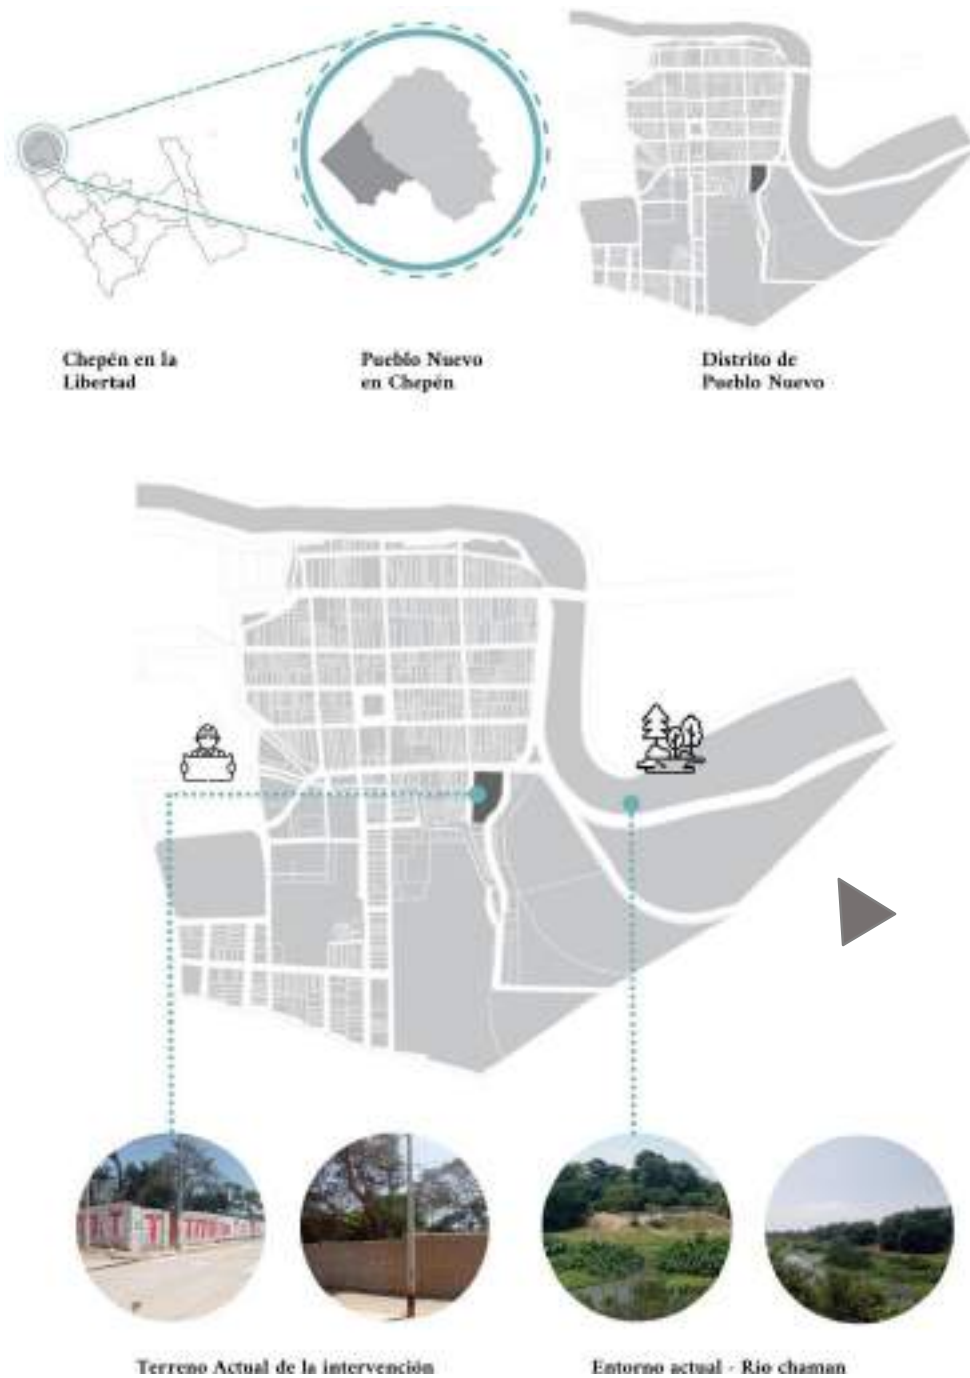 Chepén en la
Libertad
Pueblo Nuevo
en Chepén
Distrito de
Pueblo Nuevo
Terreno Actual de la intervención
Entorno actual - Rio chaman